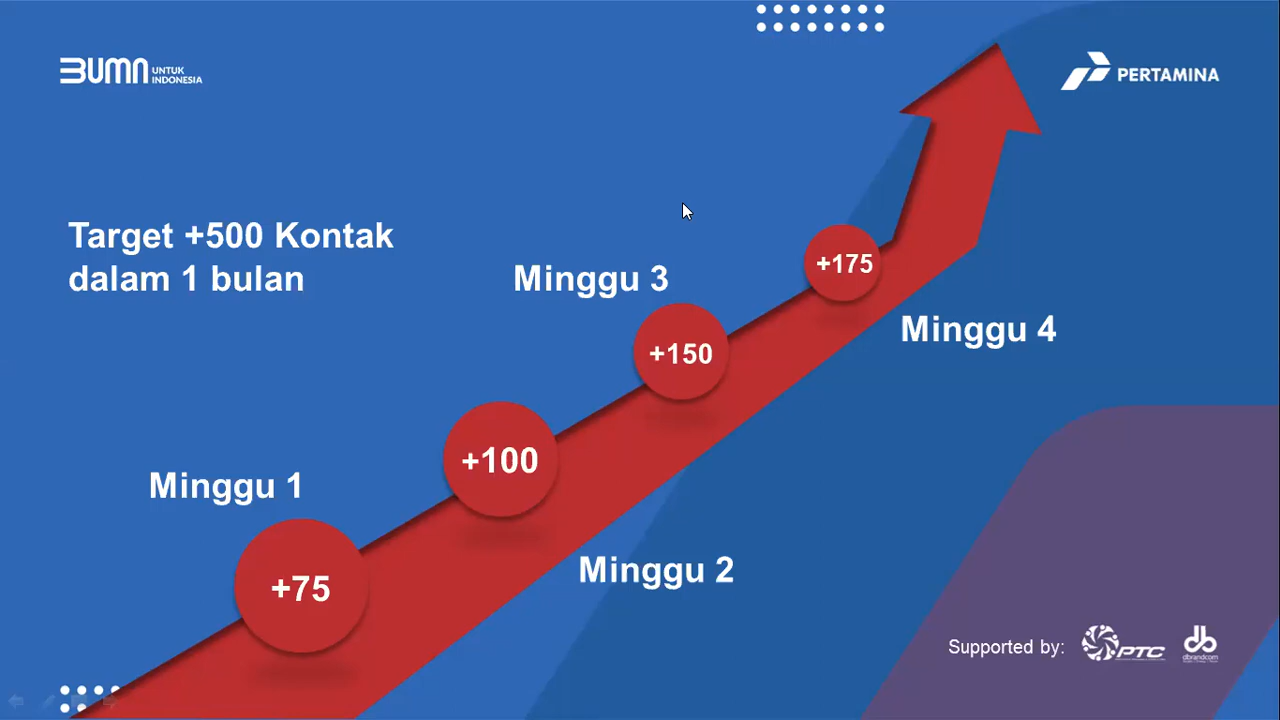 BUMN UNTUK
INDONESIA
PERTAMINA
Target +500 Kontak
dalam 1 bulan
Minggu 3
+175
Minggu 4
+150
+100
Minggu 1
Minggu 2
+75
Supported by:
PTC
dbrandcom